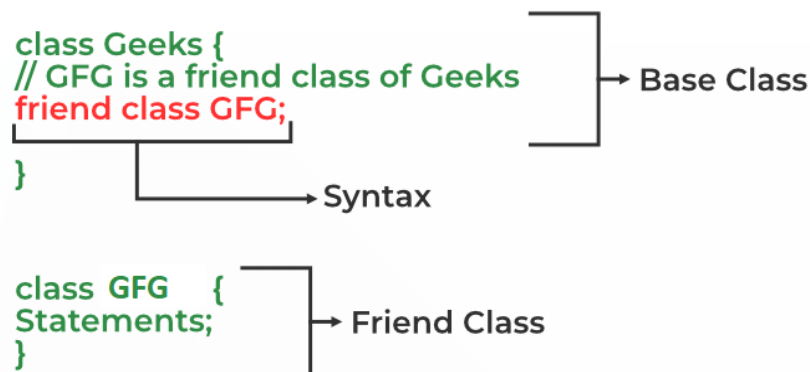 class Geeks {
// GFG is a friend class of Geeks
friend class GFG;
}
Base Class
Syntax
class GFG {
Statements;
}
Friend Class